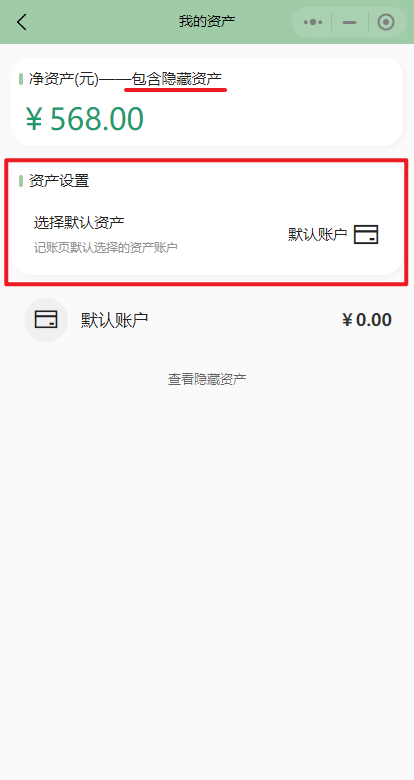 我的资产
净资产(元)——包含隐藏资产
¥ 568.00
资产设置
选择默认资产
记账页默认选择的资产账户
默认账户
默认账户
¥ 0.00
查看隐藏资产